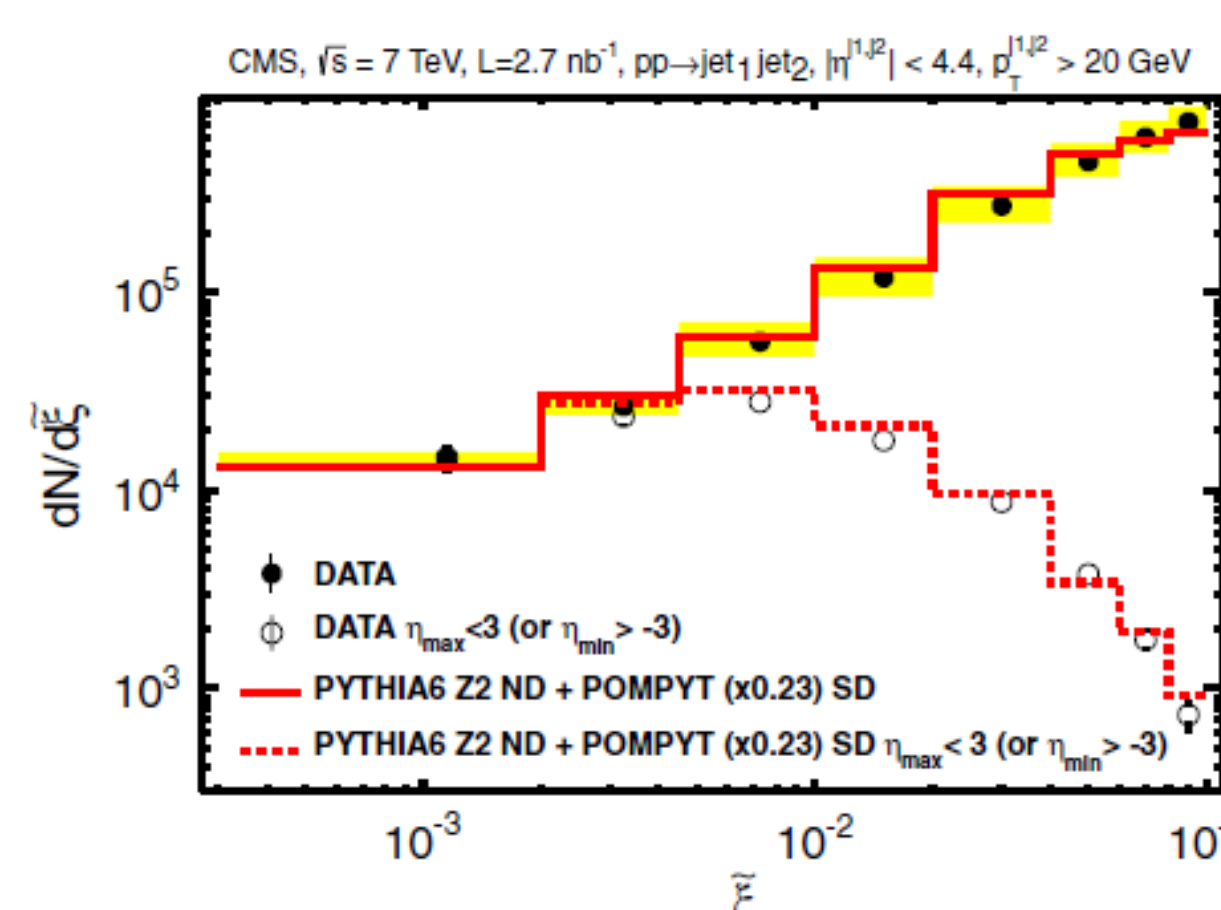 CMS, √s = 7 TeV, L=2.7 nb⁻¹, pp→jet₁ jet₂, |η^{j1,j2}| < 4.4, p_T^{j1,j2} > 20 GeV
10⁵
10⁴
10³
dN/dξ̃
DATA
DATA η_max<3 (or η_min> -3)
PYTHIA6 Z2 ND + POMPYT (x0.23) SD
PYTHIA6 Z2 ND + POMPYT (x0.23) SD η_max< 3 (or η_min> -3)
10⁻³ 10⁻² 10
ξ̃